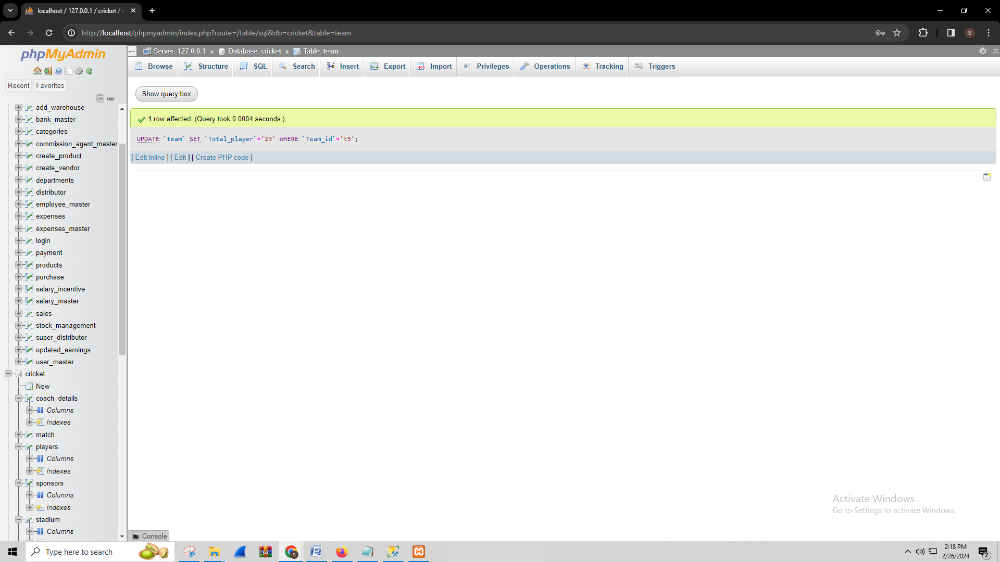 localhost / 127.0.0.1 / cricket / t
http://localhost/phpmyadmin/index.php?route=/table/sql&db=cricket&table=team
S
phpMyAdmin
Server: 127.0.0.1 » Database: cricket » Table: team
Browse Structure SQL Search Insert Export Import Privileges Operations Tracking Triggers
Recent Favorites
Show query box
1 row affected. (Query took 0.0004 seconds.)
UPDATE `team` SET `Total_player`='23' WHERE `Team_id`='t5';
[ Edit inline ] [ Edit ] [ Create PHP code ]
add_warehouse
bank_master
categories
commission_agent_master
create_product
create_vendor
departments
distributor
employee_master
expenses
expenses_master
login
payment
products
purchase
salary_incentive
salary_master
sales
stock_management
super_distributor
updated_earnings
user_master
cricket
New
coach_details
Columns
Indexes
match
players
Columns
Indexes
sponsors
Columns
Indexes
stadium
Columns
Console
Activate Windows
Go to Settings to activate Windows.
Type here to search
2:18 PM
2/26/2024
2